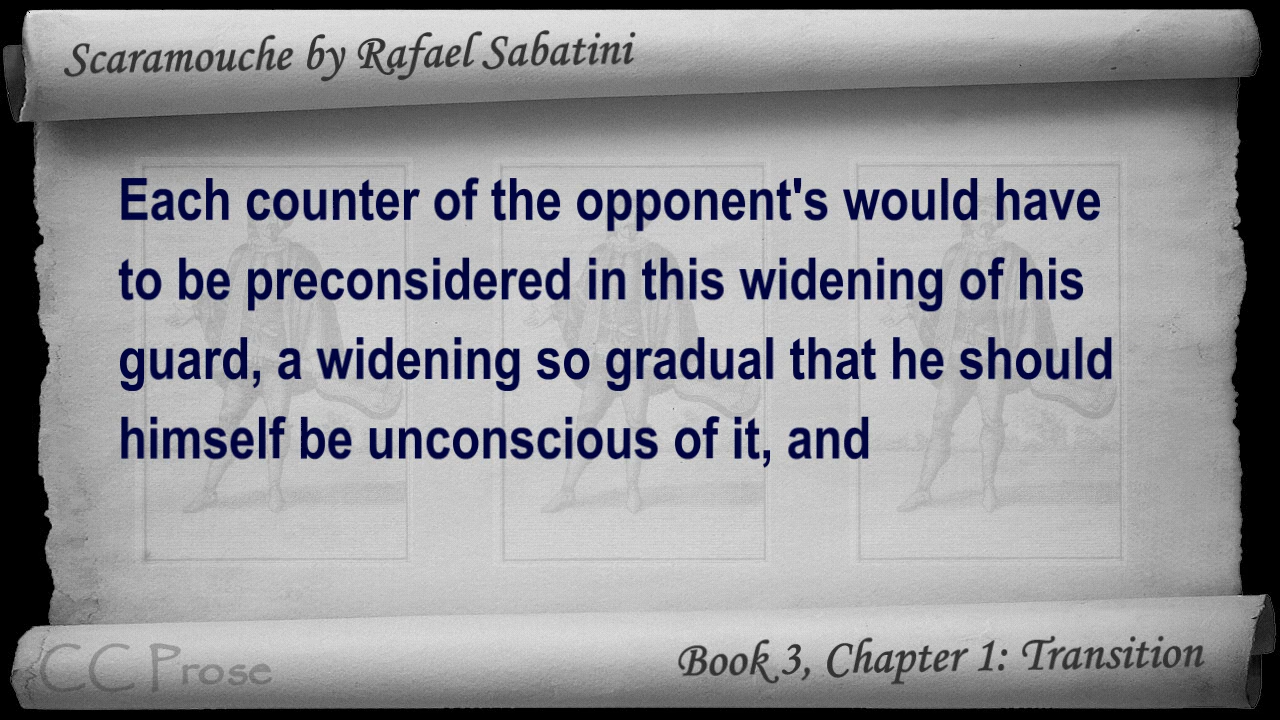 Scaramouche by Rafael Sabatini
Each counter of the opponent's would have
to be preconsidered in this widening of his
guard, a widening so gradual that he should
himself be unconscious of it, and
CC Prose
Book 3, Chapter 1: Transition